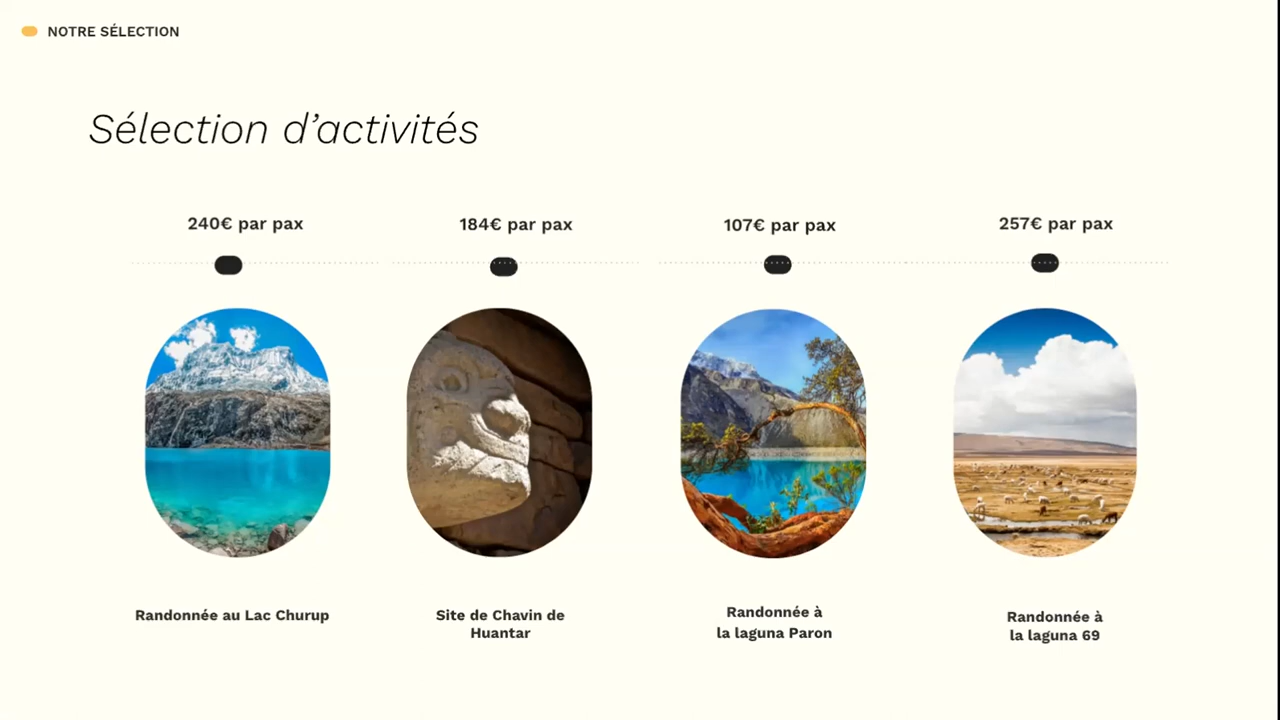 NOTRE SÉLECTION
Sélection d’activités
240€ par pax
184€ par pax
107€ par pax
257€ par pax
Randonnée au Lac Churup
Site de Chavin de
Huantar
Randonnée à
la laguna Paron
Randonnée à
la laguna 69